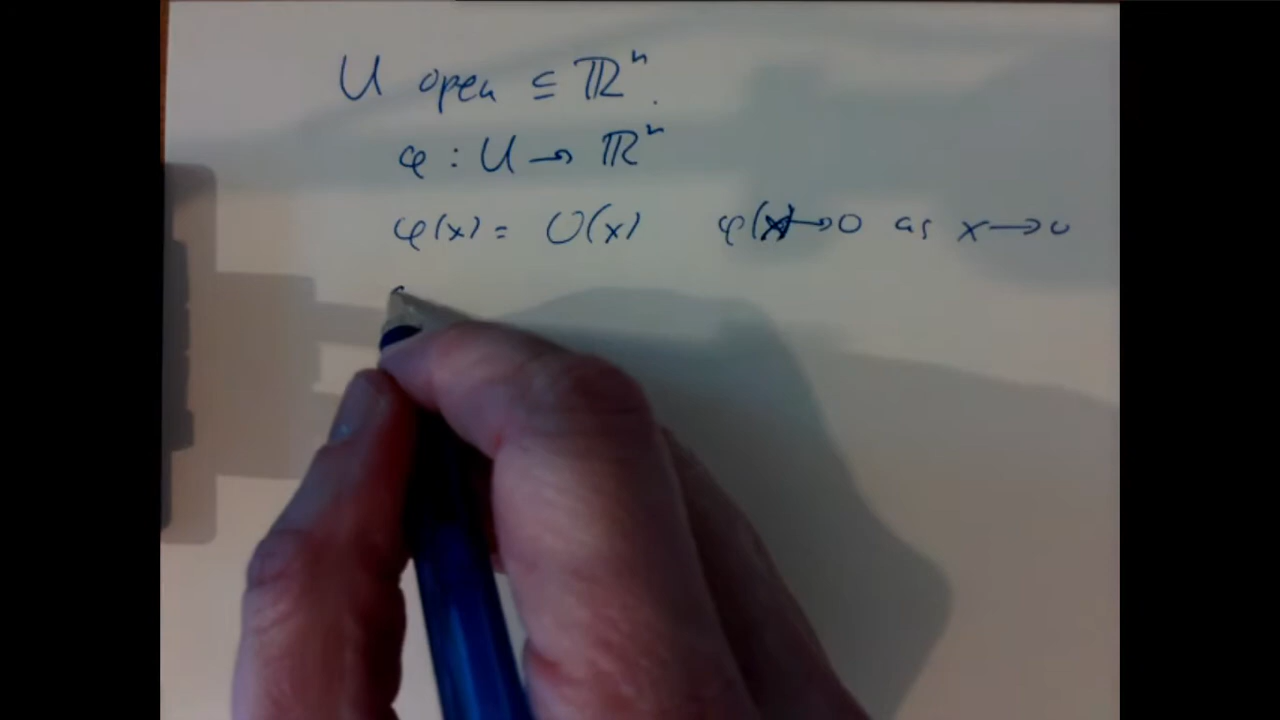 U open ⊆ ℝⁿ.
φ : U → ℝⁿ
φ(x) = O(x) φ(x) → 0 as x → 0